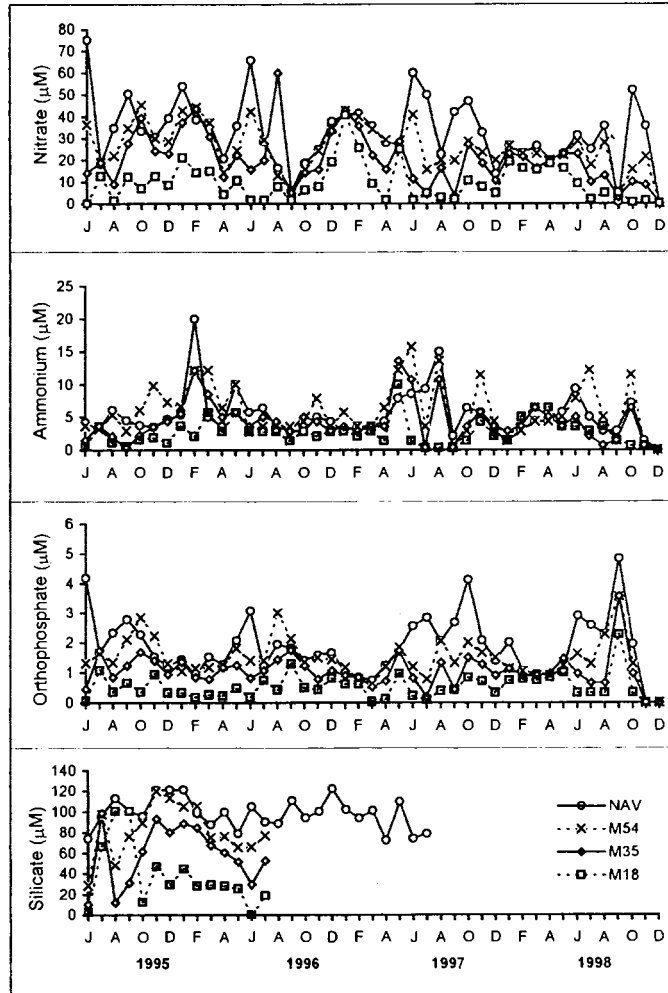 Nitrate (µM)
80
70
60
50
40
30
20
10
0
J A O D F A J A O D F A J A O D F A J A O D
Ammonium (µM)
25
20
15
10
5
0
J A O D F A J A O D F A J A O D F A J A O D
Orthophosphate (µM)
6
5
4
3
2
1
0
J A O D F A J A O D F A J A O D F A J A O D
Silicate (µM)
140
120
100
80
60
40
20
0
NAV
M54
M35
M18
J A O D F A J A O D F A J A O D F A J A O D
1995 1996 1997 1998